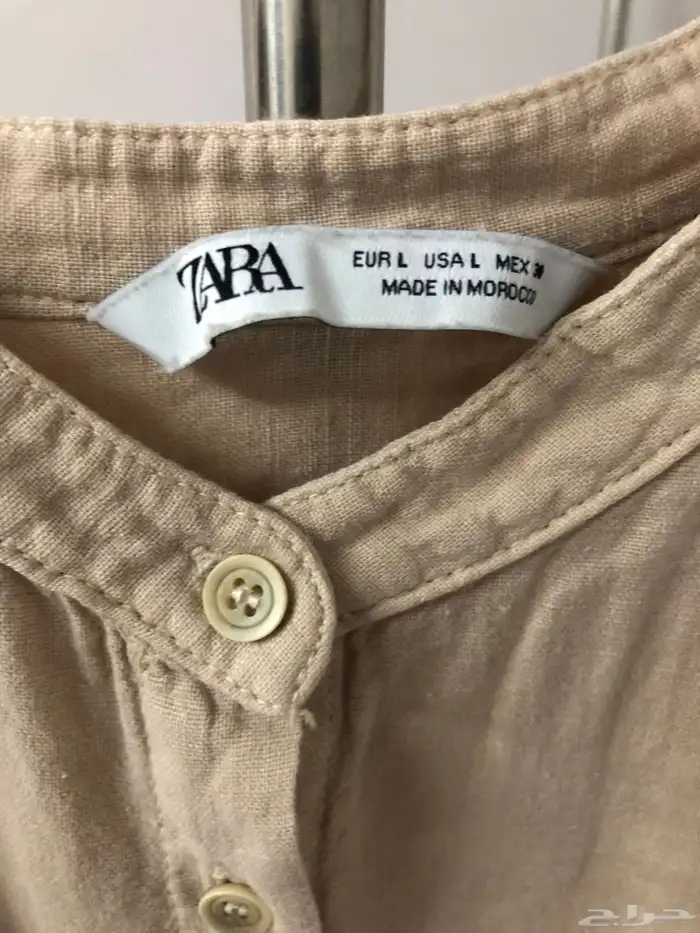 ZARA
EUR L USA L MEX
MADE IN MOROCCO
حراج